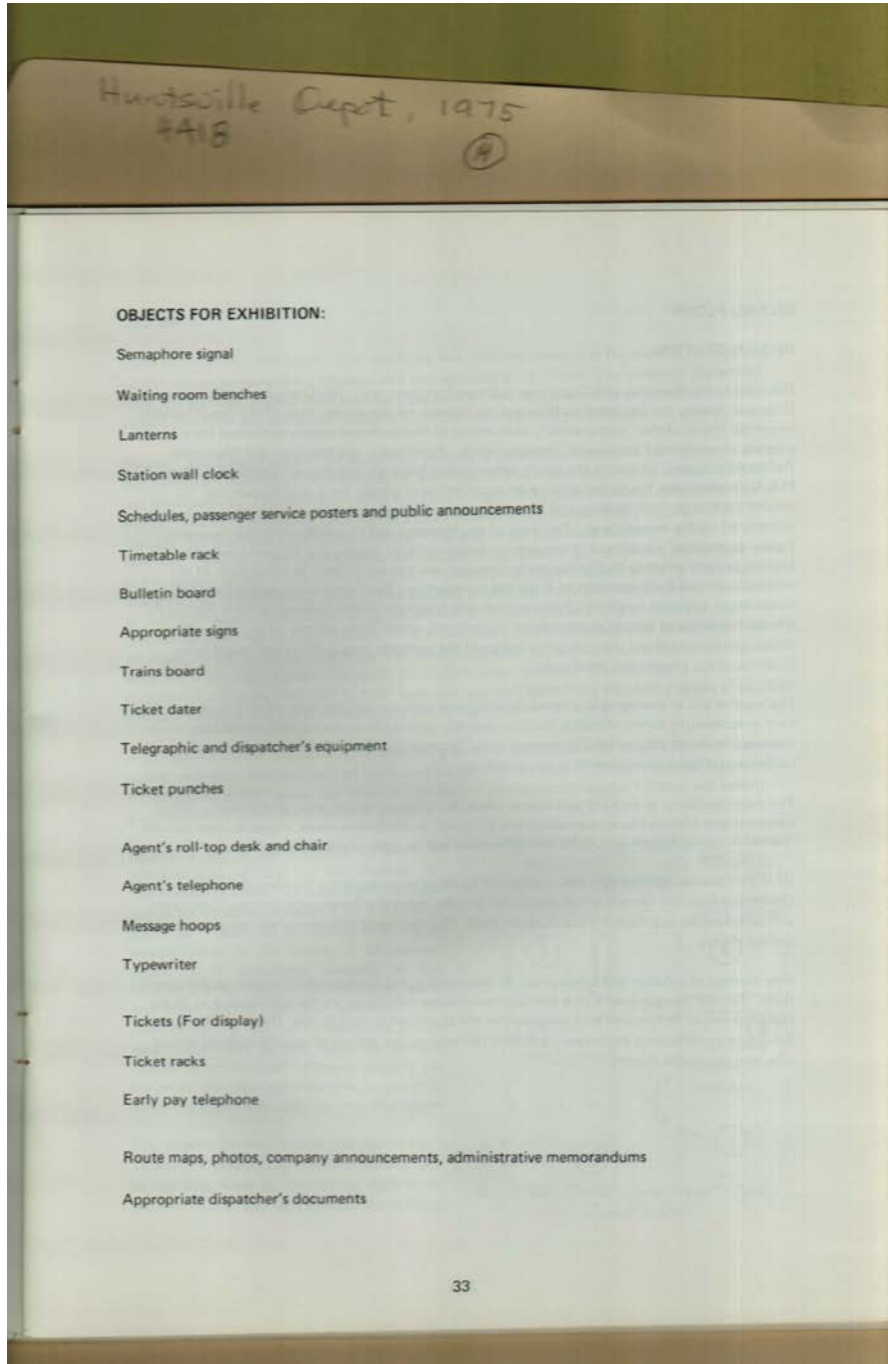 Huntsville Depot, 1975
4418
OBJECTS FOR EXHIBITION:
Semaphore signal
Waiting room benches
Lanterns
Station wall clock
Schedules, passenger service posters and public announcements
Timetable rack
Bulletin board
Appropriate signs
Trains board
Ticket dater
Telegraphic and dispatcher's equipment
Ticket punches
Agent's roll-top desk and chair
Agent's telephone
Message hoops
Typewriter
Tickets (For display)
Ticket racks
Early pay telephone
Route maps, photos, company announcements, administrative memorandums
Appropriate dispatcher's documents
33